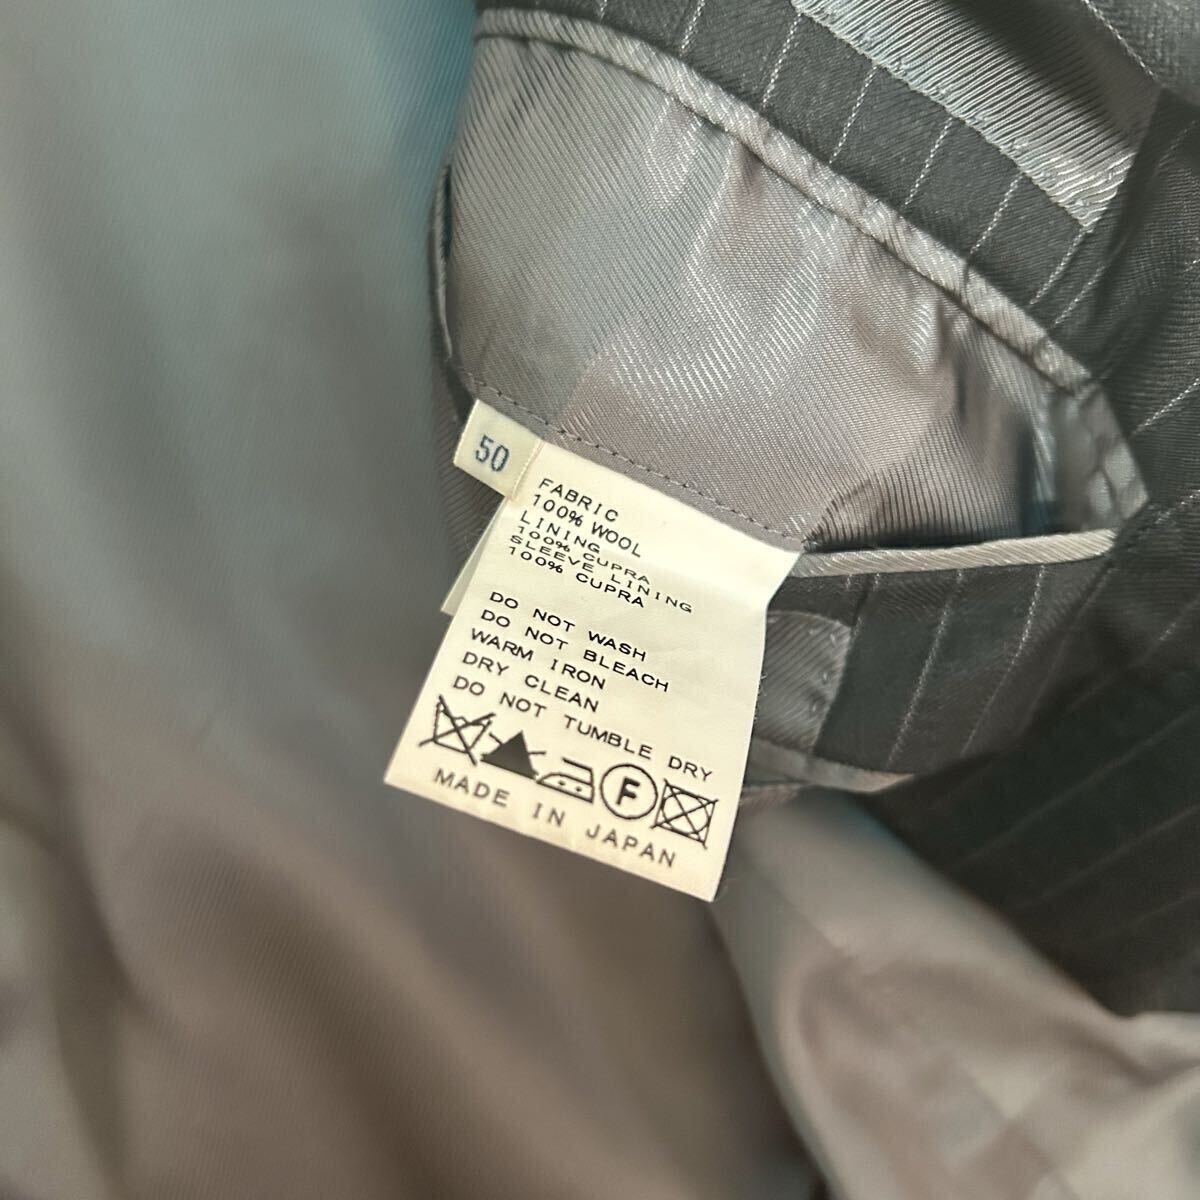 50
FABRIC
100% WOOL
LINING
100% CUPRA
SLEEVE LINING
100% CUPRA
DO NOT WASH
DO NOT BLEACH
WARM IRON
DRY CLEAN
DO NOT TUMBLE DRY
F
MADE IN JAPAN